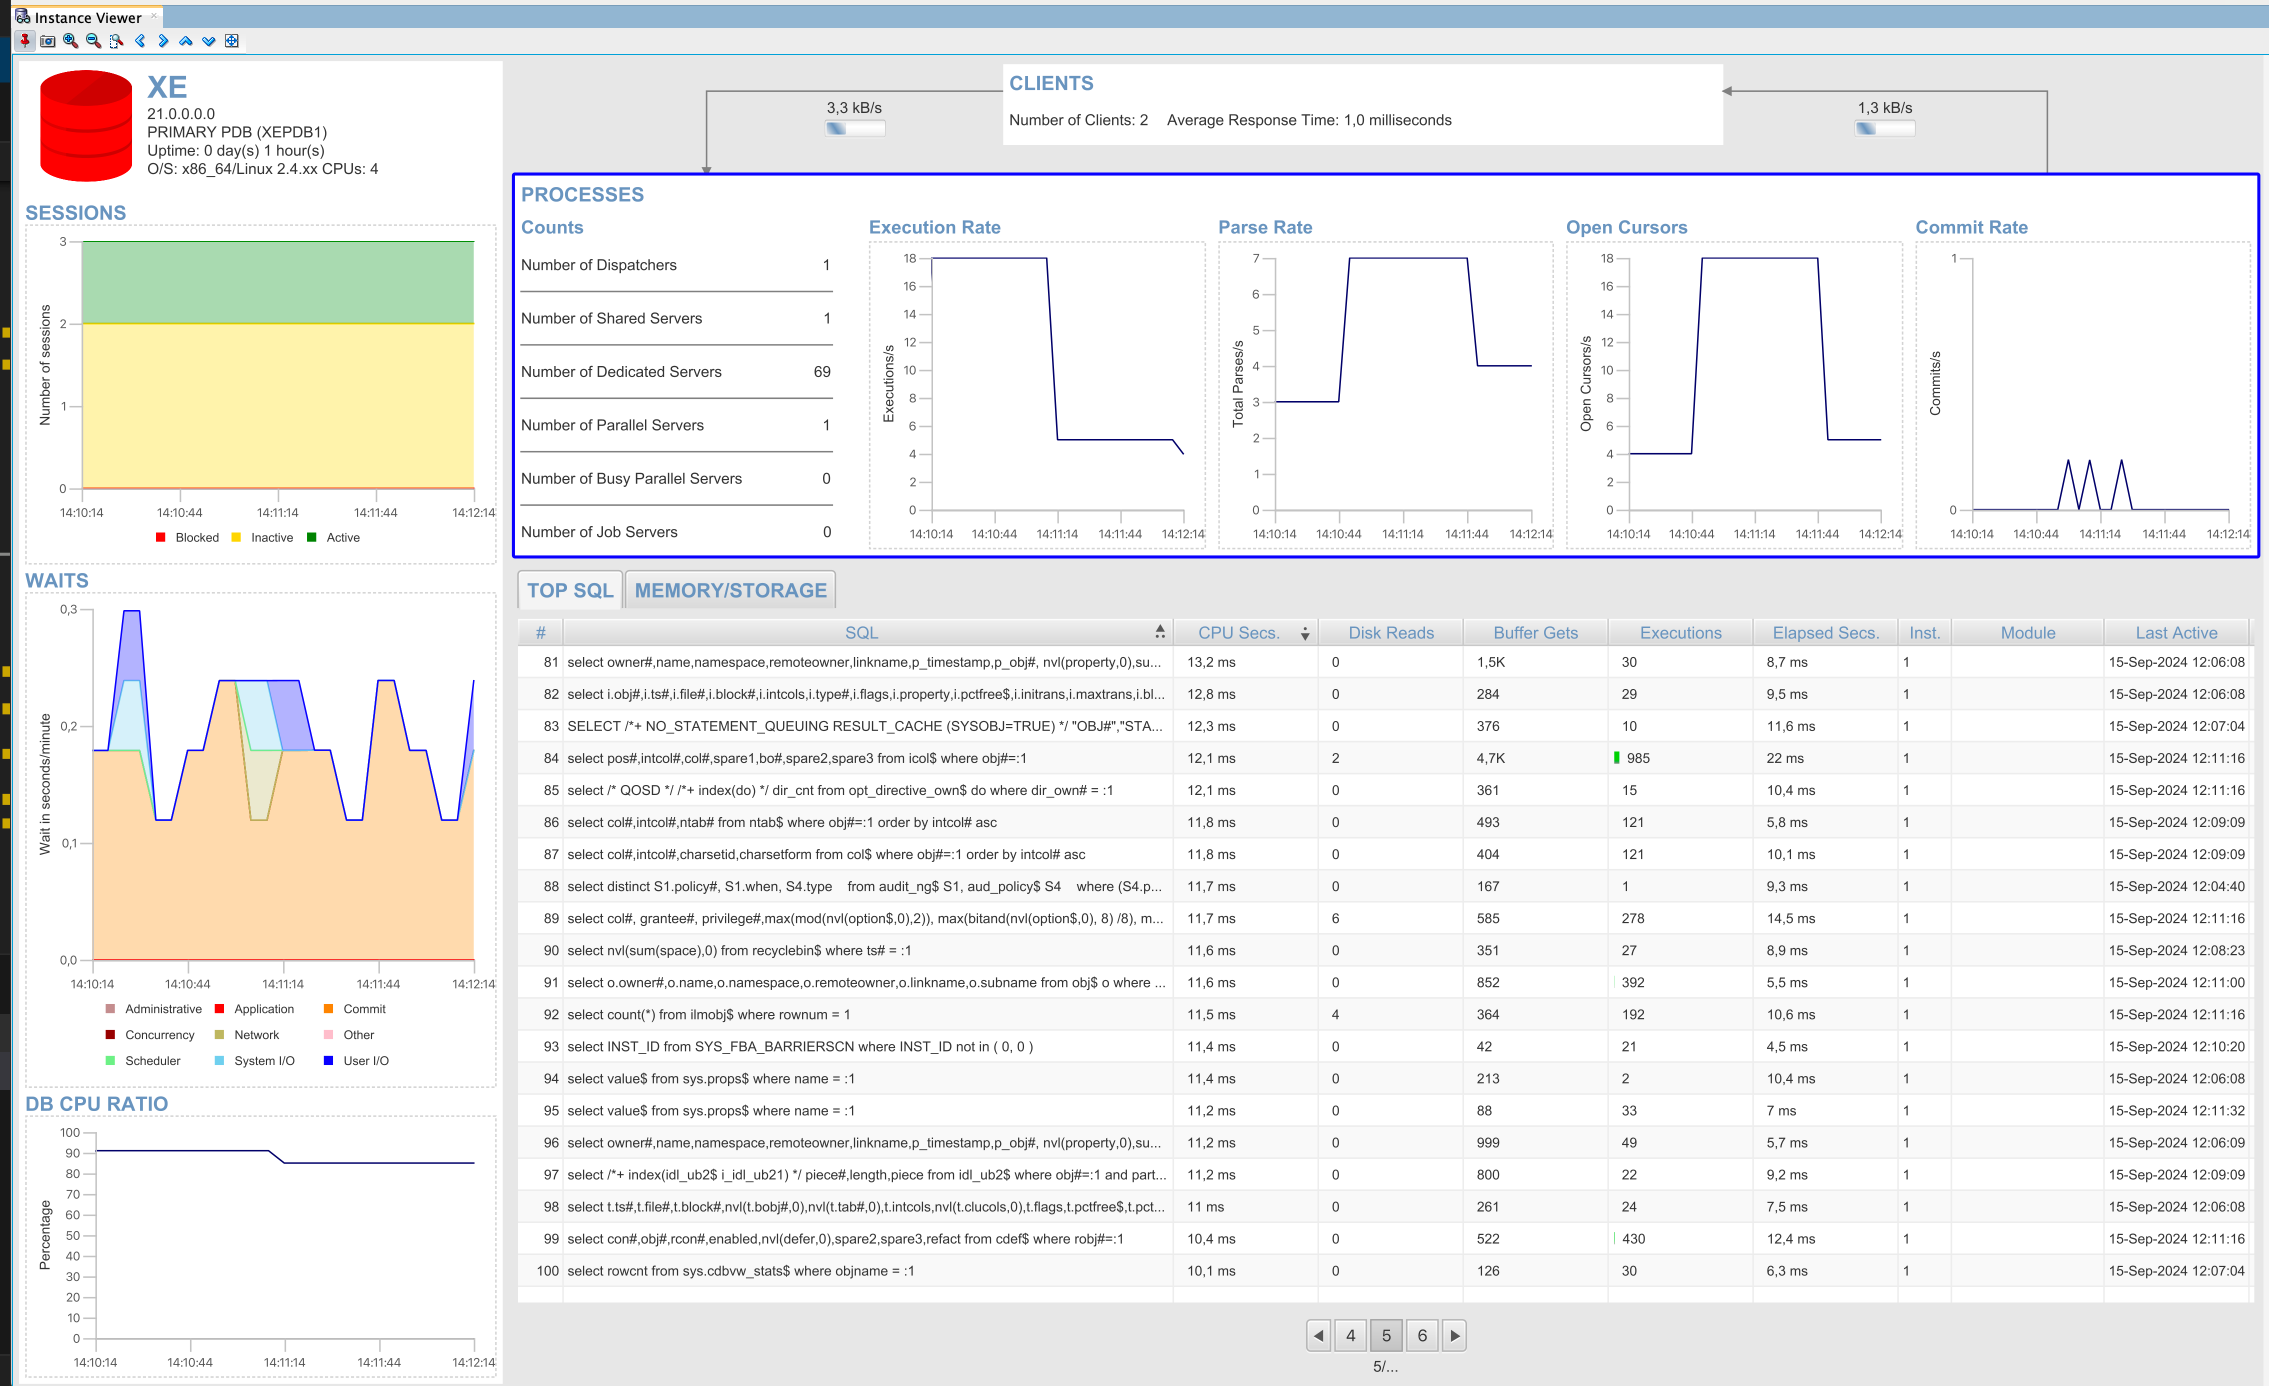 Instance Viewer
XE
21.0.0.0.0
PRIMARY PDB (XEPDB1)
Uptime: 0 day(s) 1 hour(s)
O/S: x86_64/Linux 2.4.xx CPUs: 4
SESSIONS
Number of sessions
3
2
1
0
14:10:14 14:10:44 14:11:14 14:11:44 14:12:14
Blocked Inactive Active
WAITS
Wait in seconds/minute
0,3
0,2
0,1
0,0
14:10:14 14:10:44 14:11:14 14:11:44 14:12:14
Administrative Application Commit
Concurrency Network Other
Scheduler System I/O User I/O
DB CPU RATIO
Percentage
100
90
80
70
60
50
40
30
20
10
0
14:10:14 14:10:44 14:11:14 14:11:44 14:12:14
3,3 kB/s
CLIENTS
Number of Clients: 2 Average Response Time: 1,0 milliseconds
1,3 kB/s
PROCESSES
Counts
Number of Dispatchers 1
Number of Shared Servers 1
Number of Dedicated Servers 69
Number of Parallel Servers 1
Number of Busy Parallel Servers 0
Number of Job Servers 0
Execution Rate
Executions/s
18
16
14
12
10
8
6
4
2
0
14:10:14 14:10:44 14:11:14 14:11:44 14:12:14
Parse Rate
Total Parses/s
7
6
5
4
3
2
1
0
14:10:14 14:10:44 14:11:14 14:11:44 14:12:14
Open Cursors
Open Cursors/s
18
16
14
12
10
8
6
4
2
0
14:10:14 14:10:44 14:11:14 14:11:44 14:12:14
Commit Rate
Commits/s
1
0
14:10:14 14:10:44 14:11:14 14:11:44 14:12:14
TOP SQL MEMORY/STORAGE
# SQL CPU Secs. Disk Reads Buffer Gets Executions Elapsed Secs. Inst. Module Last Active
81 select owner#,name,namespace,remoteowner,linkname,p_timestamp,p_obj#, nvl(property,0),su... 13,2 ms 0 1,5K 30 8,7 ms 1 15-Sep-2024 12:06:08
82 select i.obj#,i.ts#,i.file#,i.block#,i.intcols,i.type#,i.flags,i.property,i.pctfree$,i.initrans,i.maxtrans,i.bl... 12,8 ms 0 284 29 9,5 ms 1 15-Sep-2024 12:06:08
83 SELECT /*+ NO_STATEMENT_QUEUING RESULT_CACHE (SYSOBJ=TRUE) */ "OBJ#","STA... 12,3 ms 0 376 10 11,6 ms 1 15-Sep-2024 12:07:04
84 select pos#,intcol#,col#,spare1,bo#,spare2,spare3 from icol$ where obj#=:1 12,1 ms 2 4,7K 985 22 ms 1 15-Sep-2024 12:11:16
85 select /* QOSD */ /*+ index(do) */ dir_cnt from opt_directive_own$ do where dir_own# = :1 12,1 ms 0 361 15 10,4 ms 1 15-Sep-2024 12:11:16
86 select col#,intcol#,ntab# from ntab$ where obj#=:1 order by intcol# asc 11,8 ms 0 493 121 5,8 ms 1 15-Sep-2024 12:09:09
87 select col#,intcol#,charsetid,charsetform from col$ where obj#=:1 order by intcol# asc 11,8 ms 0 404 121 10,1 ms 1 15-Sep-2024 12:09:09
88 select distinct S1.policy#, S1.when, S4.type from audit_ng$ S1, aud_policy$ S4 where (S4.p... 11,7 ms 0 167 1 9,3 ms 1 15-Sep-2024 12:04:40
89 select col#, grantee#, privilege#,max(mod(nvl(option$,0),2)), max(bitand(nvl(option$,0), 8) /8), m... 11,7 ms 6 585 278 14,5 ms 1 15-Sep-2024 12:11:16
90 select nvl(sum(space),0) from recyclebin$ where ts# = :1 11,6 ms 0 351 27 8,9 ms 1 15-Sep-2024 12:08:23
91 select o.owner#,o.name,o.namespace,o.remoteowner,o.linkname,o.subname from obj$ o where ... 11,6 ms 0 852 392 5,5 ms 1 15-Sep-2024 12:11:00
92 select count(*) from ilmobj$ where rownum = 1 11,5 ms 4 364 192 10,6 ms 1 15-Sep-2024 12:11:16
93 select INST_ID from SYS_FBA_BARRIERSCN where INST_ID not in ( 0, 0 ) 11,4 ms 0 42 21 4,5 ms 1 15-Sep-2024 12:10:20
94 select value$ from sys.props$ where name = :1 11,4 ms 0 213 2 10,4 ms 1 15-Sep-2024 12:06:08
95 select value$ from sys.props$ where name = :1 11,2 ms 0 88 33 7 ms 1 15-Sep-2024 12:11:32
96 select owner#,name,namespace,remoteowner,linkname,p_timestamp,p_obj#, nvl(property,0),su... 11,2 ms 0 999 49 5,7 ms 1 15-Sep-2024 12:06:09
97 select /*+ index(idl_ub2$ i_idl_ub21) */ piece#,length,piece from idl_ub2$ where obj#=:1 and part... 11,2 ms 0 800 22 9,2 ms 1 15-Sep-2024 12:09:09
98 select t.ts#,t.file#,t.block#,nvl(t.bobj#,0),nvl(t.tab#,0),t.intcols,nvl(t.clucols,0),t.flags,t.pctfree$,t.pct... 11 ms 0 261 24 7,5 ms 1 15-Sep-2024 12:06:08
99 select con#,obj#,rcon#,enabled,nvl(defer,0),spare2,spare3,refact from cdef$ where robj#=:1 10,4 ms 0 522 430 12,4 ms 1 15-Sep-2024 12:11:16
100 select rowcnt from sys.cdbvw_stats$ where objname = :1 10,1 ms 0 126 30 6,3 ms 1 15-Sep-2024 12:07:04
4 5 6
5/...